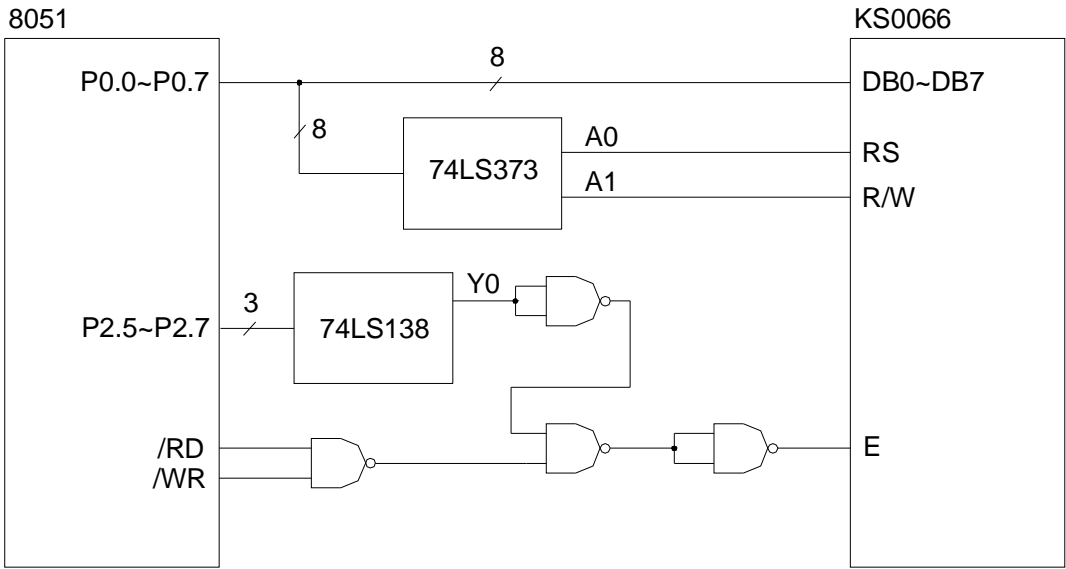 8051
KS0066
P0.0~P0.7
8
DB0~DB7
8
74LS373
A0
RS
A1
R/W
Y0
3
P2.5~P2.7
74LS138
/RD
/WR
E